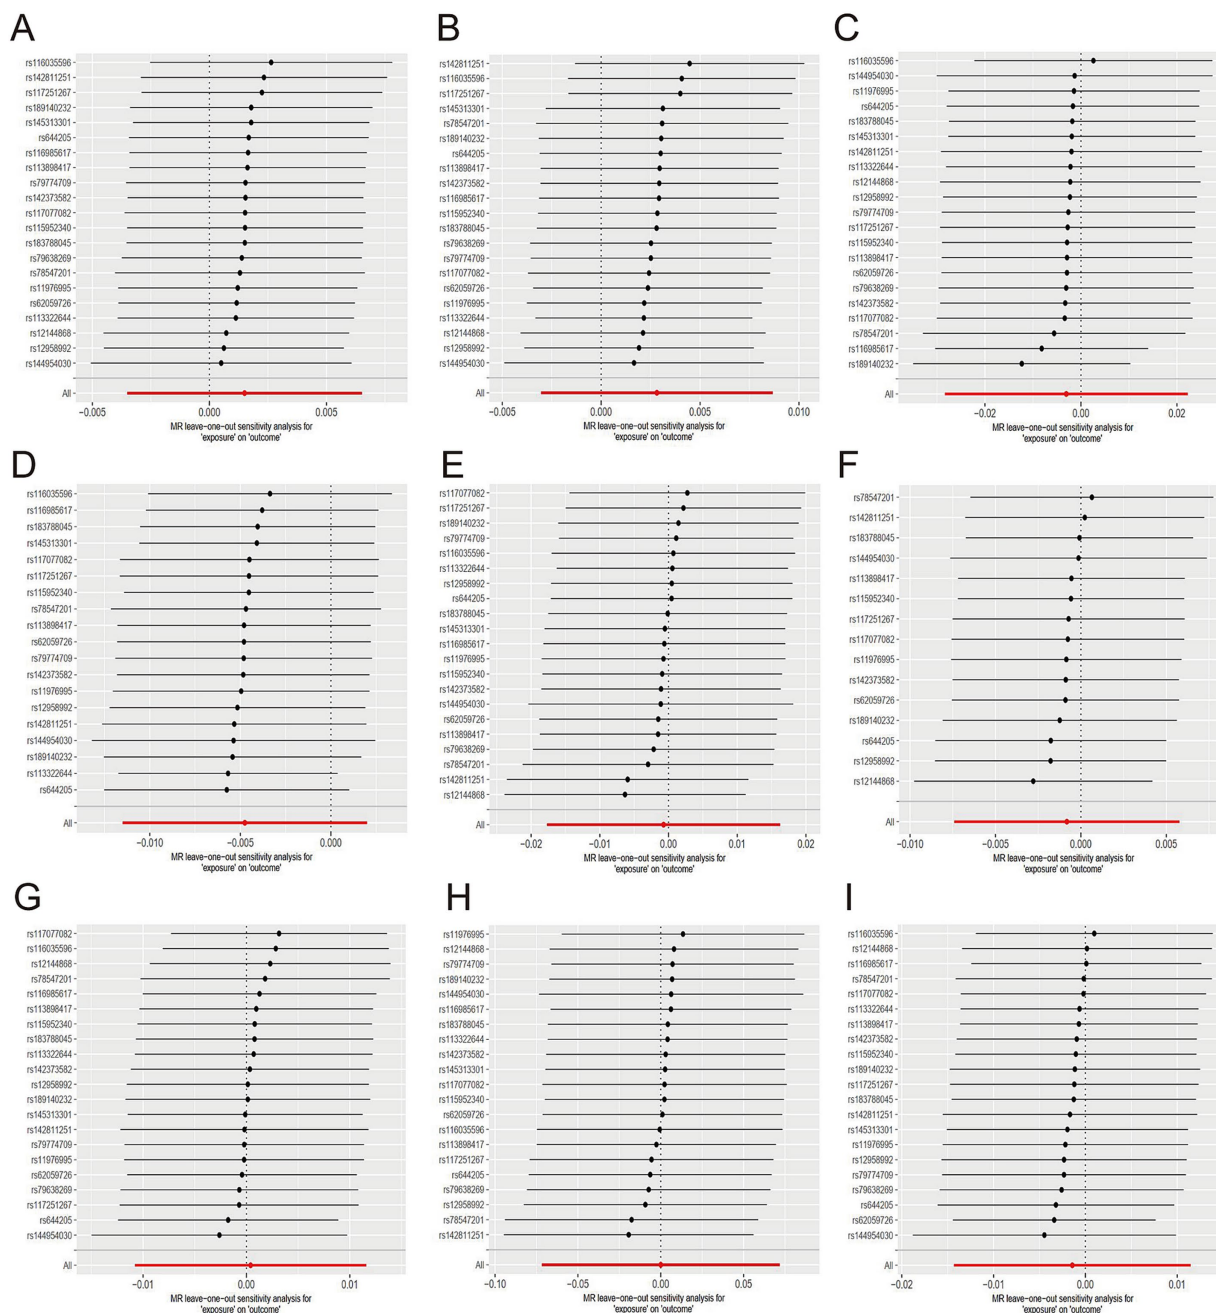 A
rs116035596
rs142811251
rs117251267
rs189140232
rs145313301
rs644205
rs116985617
rs113898417
rs79774709
rs142373582
rs117077082
rs115952340
rs183788045
rs79638269
rs78547201
rs11976995
rs62059726
rs113322644
rs12144868
rs12958992
rs144954030
All
−0.005 0.000 0.005
MR leave−one−out sensitivity analysis for
'exposure' on 'outcome'
B
rs142811251
rs116035596
rs117251267
rs145313301
rs78547201
rs189140232
rs644205
rs113898417
rs142373582
rs116985617
rs115952340
rs183788045
rs79638269
rs79774709
rs117077082
rs62059726
rs11976995
rs113322644
rs12144868
rs12958992
rs144954030
All
−0.005 0.000 0.005 0.010
MR leave−one−out sensitivity analysis for
'exposure' on 'outcome'
C
rs116035596
rs144954030
rs11976995
rs644205
rs183788045
rs145313301
rs142811251
rs113322644
rs12144868
rs12958992
rs79774709
rs117251267
rs115952340
rs113898417
rs62059726
rs79638269
rs142373582
rs117077082
rs78547201
rs116985617
rs189140232
All
−0.02 0.00 0.02
MR leave−one−out sensitivity analysis for
'exposure' on 'outcome'
D
rs116035596
rs116985617
rs183788045
rs145313301
rs117077082
rs117251267
rs115952340
rs78547201
rs113898417
rs62059726
rs79774709
rs142373582
rs11976995
rs12958992
rs142811251
rs144954030
rs189140232
rs113322644
rs644205
All
−0.010 −0.005 0.000
MR leave−one−out sensitivity analysis for
'exposure' on 'outcome'
E
rs117077082
rs117251267
rs189140232
rs79774709
rs116035596
rs113322644
rs12958992
rs644205
rs183788045
rs145313301
rs116985617
rs11976995
rs115952340
rs142373582
rs144954030
rs62059726
rs113898417
rs79638269
rs78547201
rs142811251
rs12144868
All
−0.02 −0.01 0.00 0.01 0.02
MR leave−one−out sensitivity analysis for
'exposure' on 'outcome'
F
rs78547201
rs142811251
rs183788045
rs144954030
rs113898417
rs115952340
rs117251267
rs117077082
rs11976995
rs142373582
rs62059726
rs189140232
rs644205
rs12958992
rs12144868
All
−0.010 −0.005 0.000 0.005
MR leave−one−out sensitivity analysis for
'exposure' on 'outcome'
G
rs117077082
rs116035596
rs12144868
rs78547201
rs116985617
rs113898417
rs115952340
rs183788045
rs113322644
rs142373582
rs12958992
rs189140232
rs145313301
rs142811251
rs79774709
rs11976995
rs62059726
rs79638269
rs117251267
rs644205
rs144954030
All
−0.01 0.00 0.01
MR leave−one−out sensitivity analysis for
'exposure' on 'outcome'
H
rs11976995
rs12144868
rs79774709
rs189140232
rs144954030
rs116985617
rs183788045
rs113322644
rs142373582
rs145313301
rs117077082
rs115952340
rs62059726
rs116035596
rs113898417
rs117251267
rs644205
rs79638269
rs12958992
rs78547201
rs142811251
All
−0.10 −0.05 0.00 0.05
MR leave−one−out sensitivity analysis for
'exposure' on 'outcome'
I
rs116035596
rs12144868
rs116985617
rs78547201
rs117077082
rs113322644
rs113898417
rs142373582
rs115952340
rs189140232
rs117251267
rs183788045
rs142811251
rs145313301
rs11976995
rs12958992
rs79774709
rs79638269
rs644205
rs62059726
rs144954030
All
−0.02 −0.01 0.00 0.01
MR leave−one−out sensitivity analysis for
'exposure' on 'outcome'